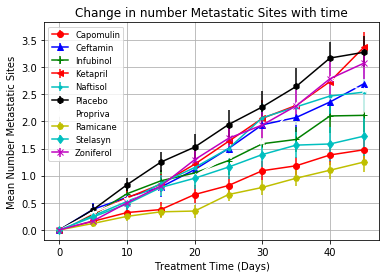 Change in number Metastatic Sites with time
Capomulin
Ceftamin
Infubinol
Ketapril
Naftisol
Placebo
Propriva
Ramicane
Stelasyn
Zoniferol
Mean Number Metastatic Sites
3.5
3.0
2.5
2.0
1.5
1.0
0.5
0.0
0
10
20
30
40
Treatment Time (Days)